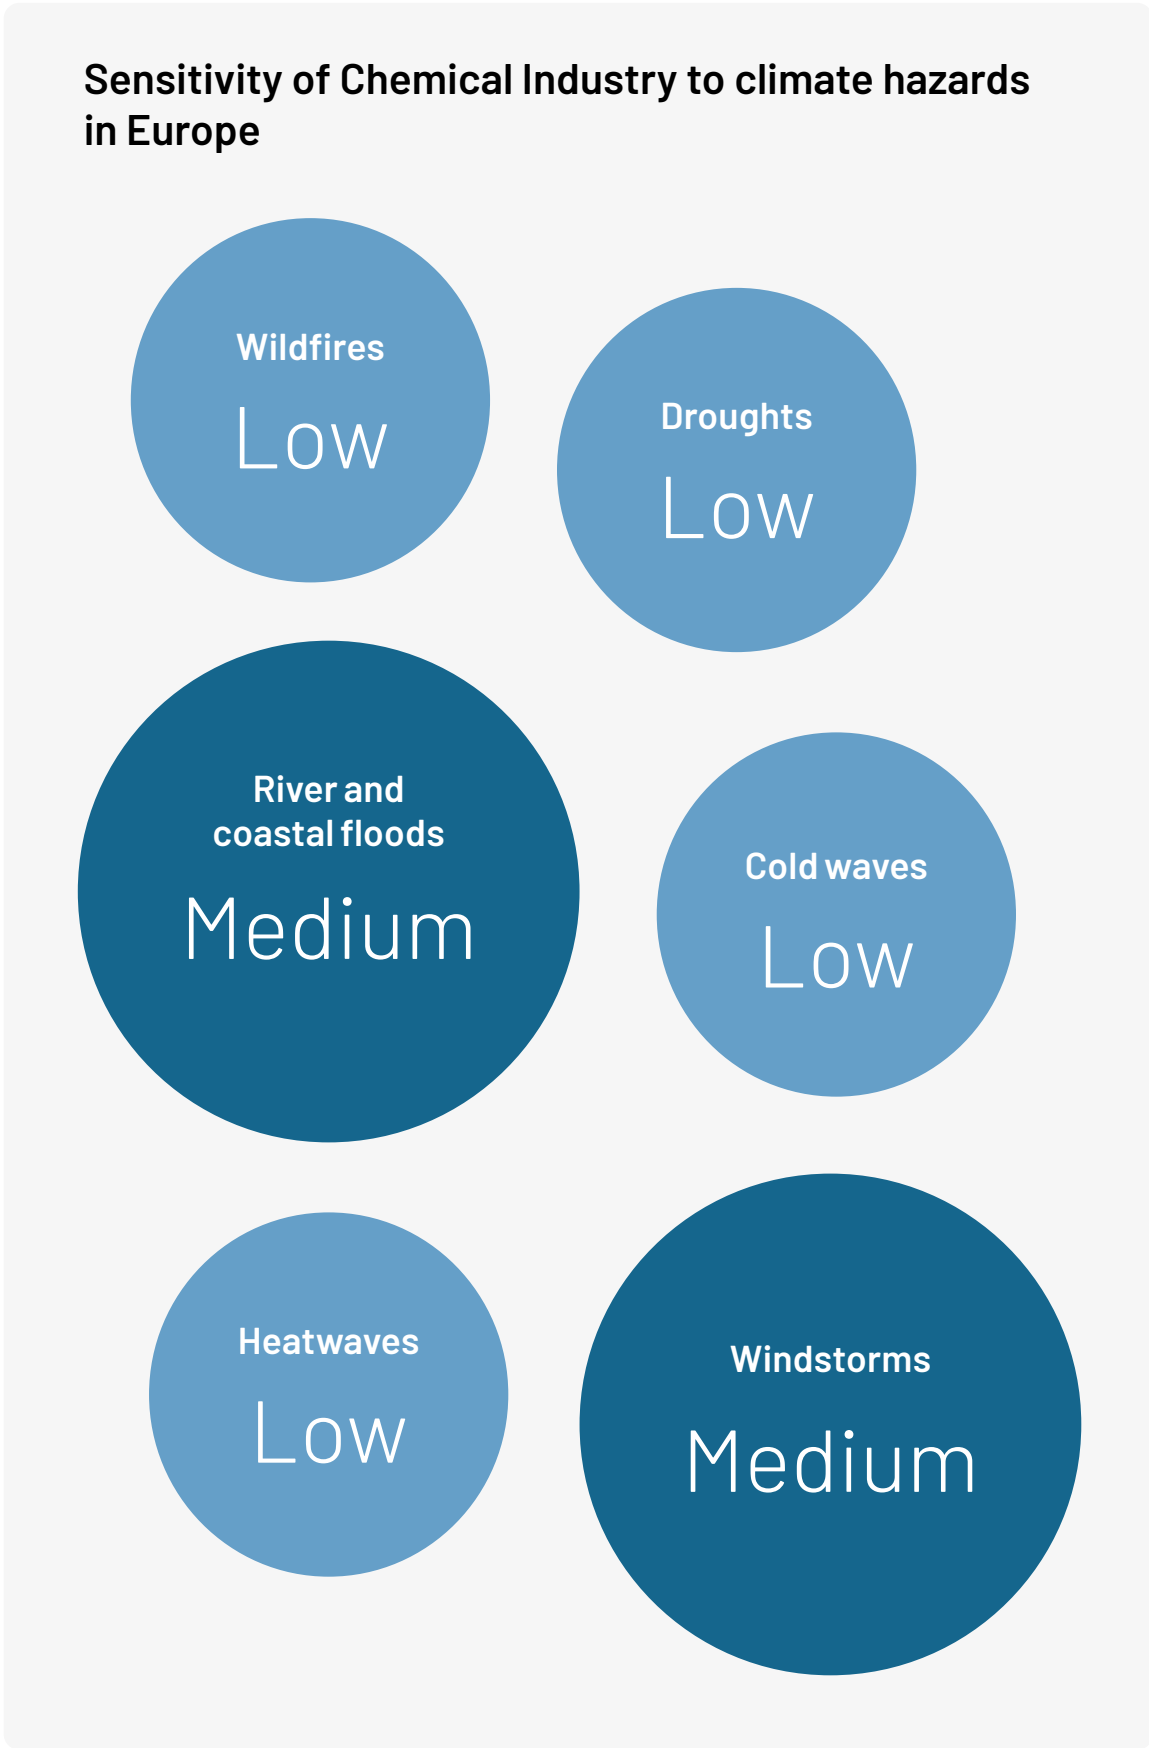 Sensitivity of Chemical Industry to climate hazards
in Europe
Wildfires
Low
Droughts
Low
River and
coastal floods
Medium
Cold waves
Low
Heatwaves
Low
Windstorms
Medium